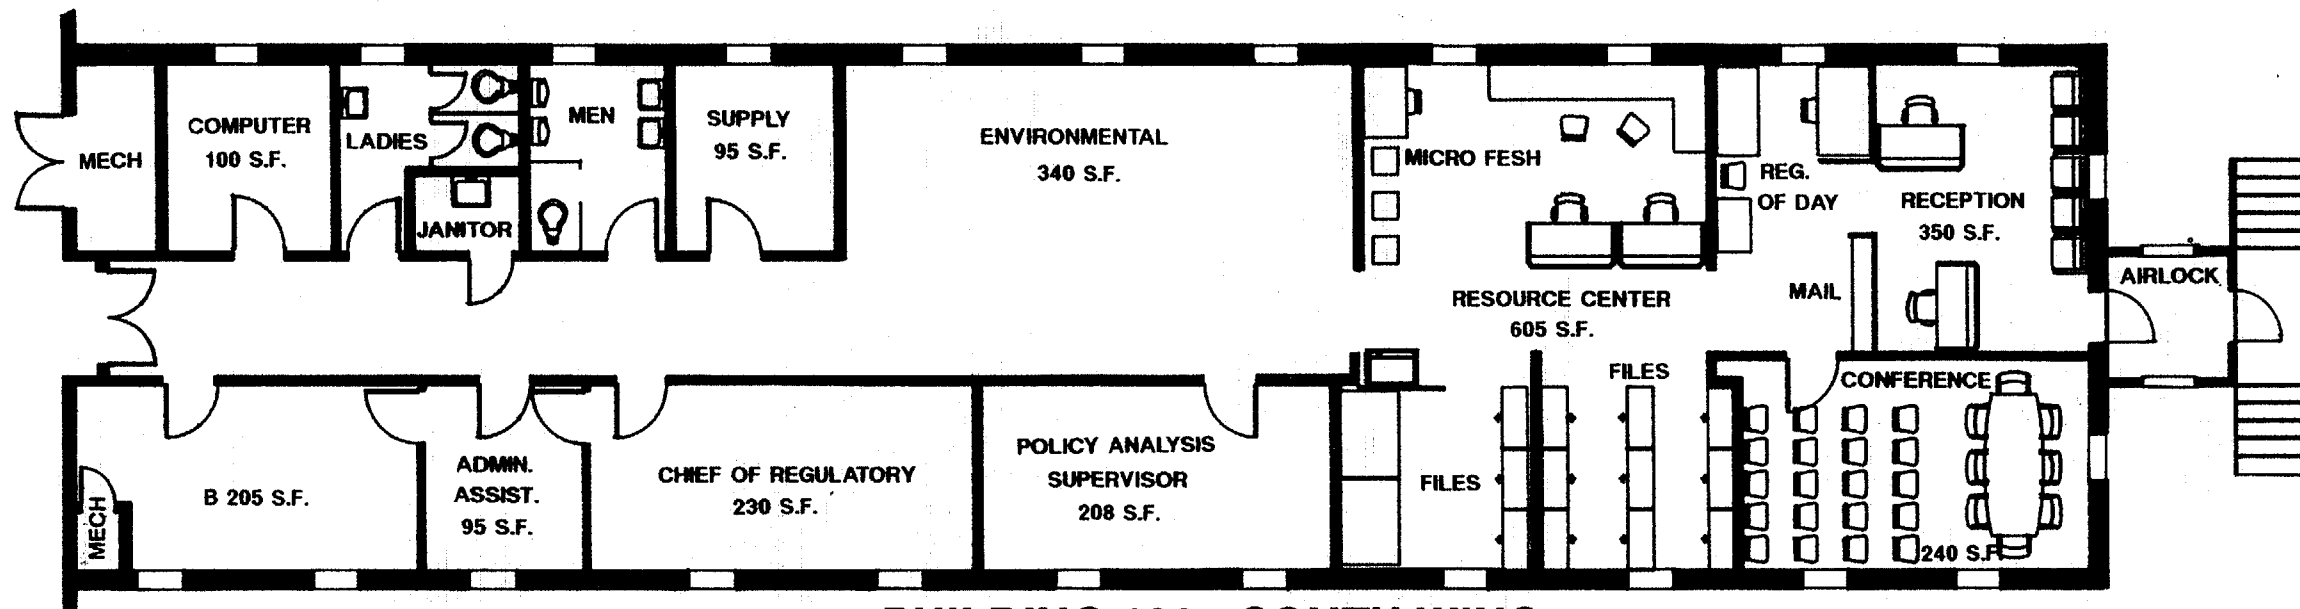 MECH
COMPUTER
100 S.F.
LADIES
JANITOR
MEN
SUPPLY
95 S.F.
ENVIRONMENTAL
340 S.F.
MICRO FESH
REG.
OF DAY
RECEPTION
350 S.F.
AIRLOCK
MAIL
RESOURCE CENTER
605 S.F.
FILES
CONFERENCE
240 S.F.
MECH
B 205 S.F.
ADMIN.
ASSIST.
95 S.F.
CHIEF OF REGULATORY
230 S.F.
POLICY ANALYSIS
SUPERVISOR
208 S.F.
FILES